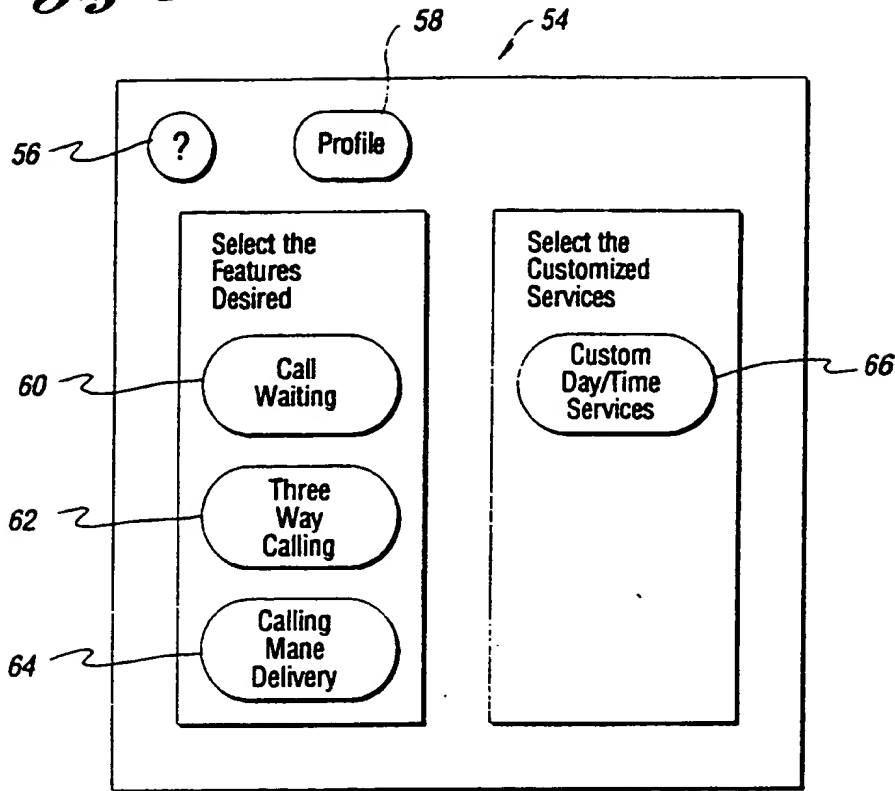 58
54
56
?
Profile
Select the
Features
Desired
Select the
Customized
Services
60
Call
Waiting
Custom
Day/Time
Services
66
62
Three
Way
Calling
64
Calling
Mane
Delivery